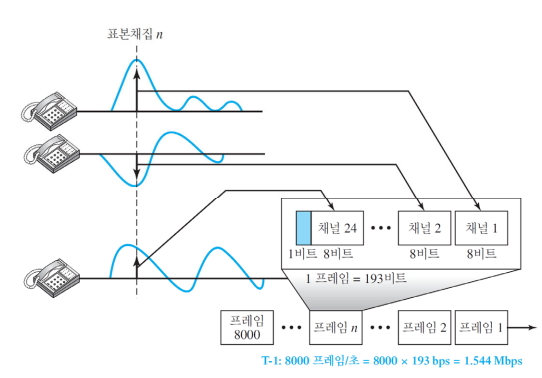 표본채집 n
채널 24 ••• 채널 2 채널 1
1비트 8비트 8비트 8비트
1 프레임 = 193비트
프레임 8000 ••• 프레임 n ••• 프레임 2 프레임 1
T-1: 8000 프레임/초 = 8000 × 193 bps = 1.544 Mbps